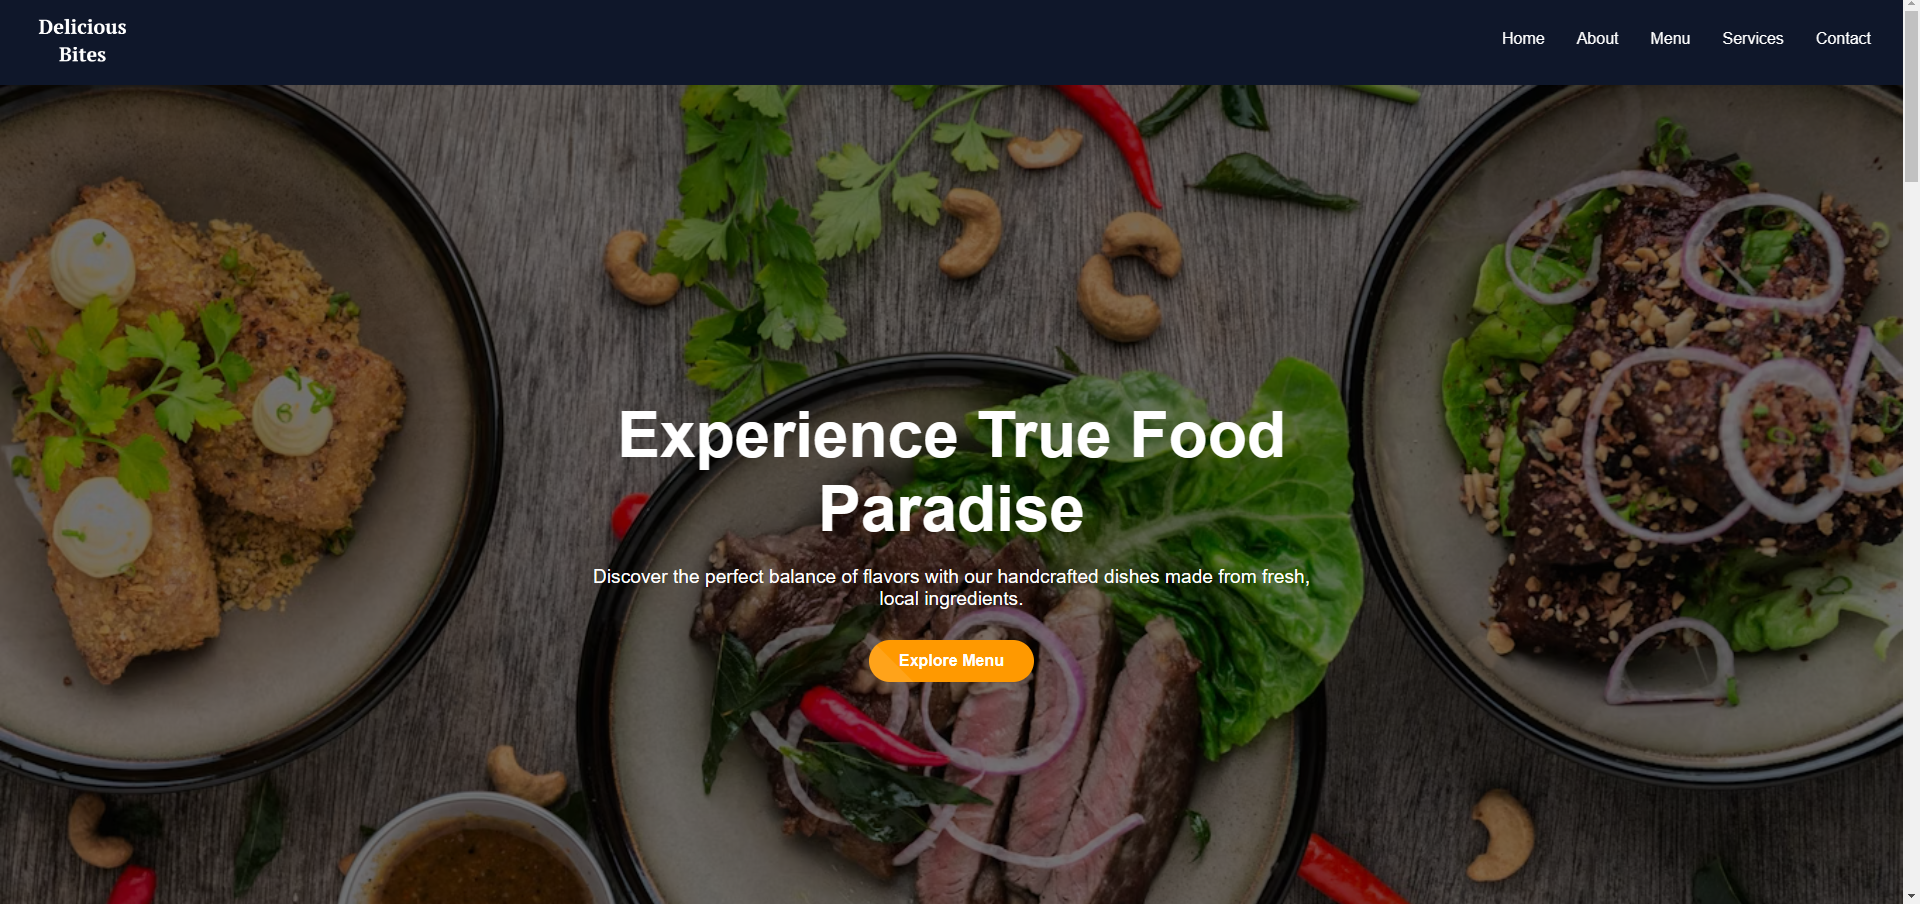 Delicious
Bites
Home About Menu Services Contact
Experience True Food
Paradise
Discover the perfect balance of flavors with our handcrafted dishes made from fresh,
local ingredients.
Explore Menu